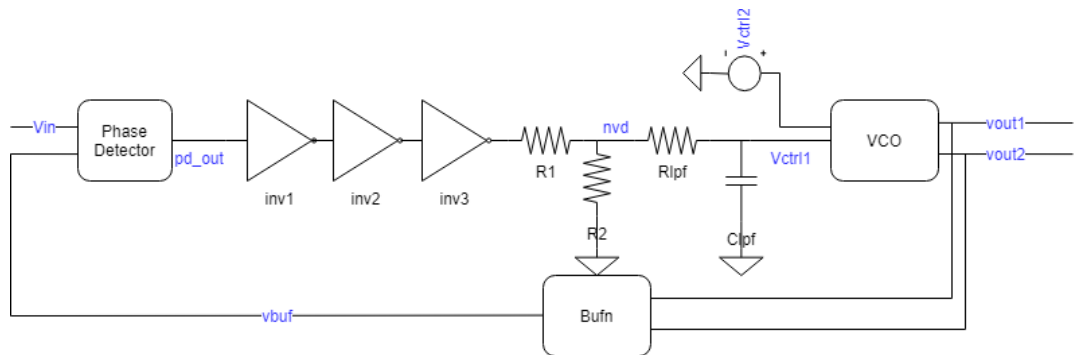 Vctrl2
-
+
Vin
Phase
Detector
pd_out
inv1
inv2
inv3
R1
nvd
R2
Rlpf
Clpf
Vctrl1
VCO
vout1
vout2
vbuf
Bufn